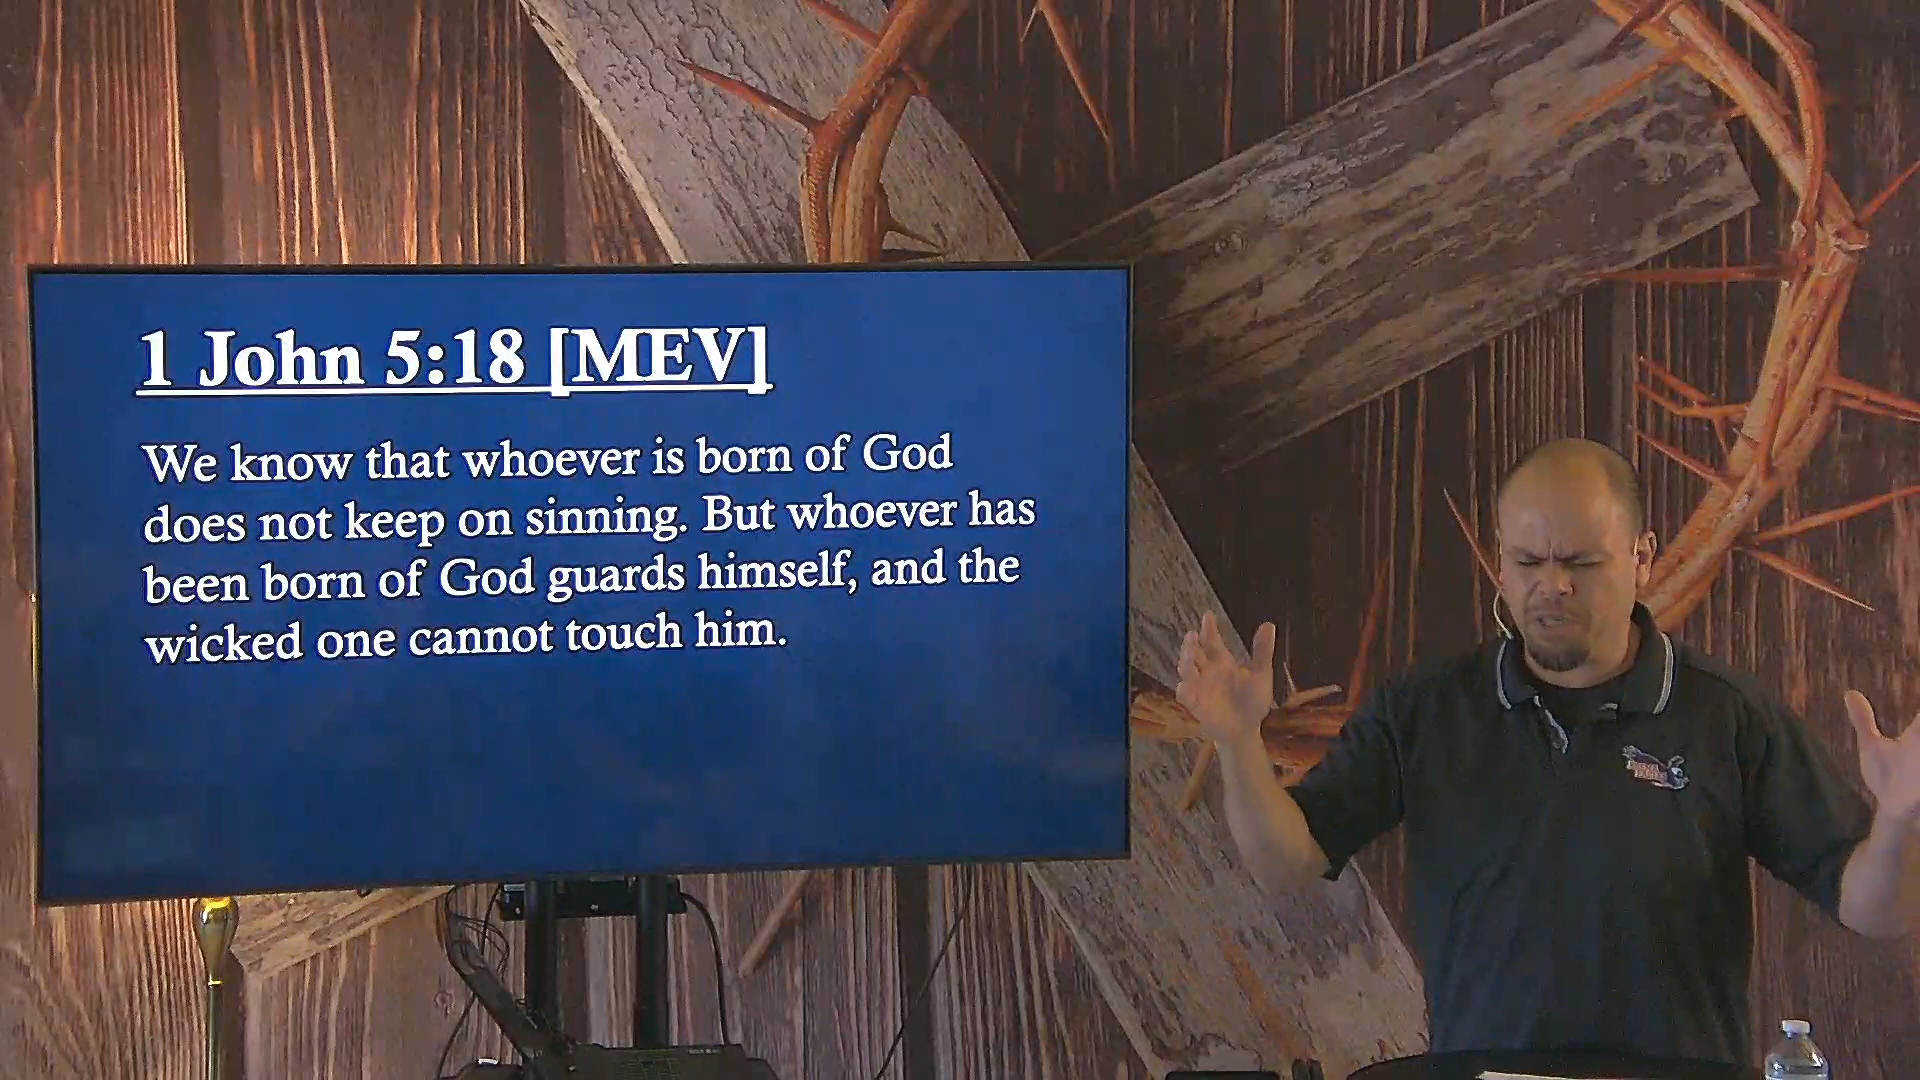 1 John 5:18 [MEV]
We know that whoever is born of God
does not keep on sinning. But whoever has
been born of God guards himself, and the
wicked one cannot touch him.